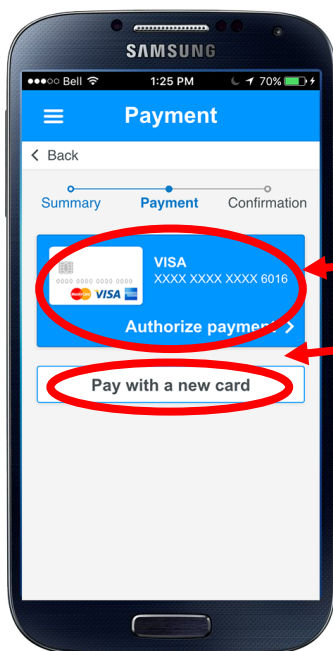 SAMSUNG
Bell 1:25 PM 70%
Payment
Back
Summary Payment Confirmation
VISA
XXXX XXXX XXXX 6016
0000 0000 0000 0000
VISA
Authorize payment
Pay with a new card